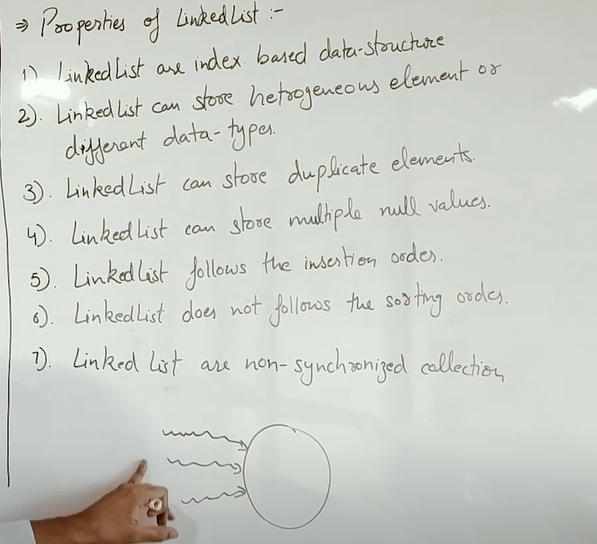 ⇒ Properties of LinkedList :-
1) LinkedList are index based data-structure
2). LinkedList can store hetrogeneous element or
different data-types.
3). LinkedList can store duplicate elements.
4). LinkedList can store multiple null values.
5). LinkedList follows the insertion order.
6). LinkedList does not follows the sorting order.
7). Linked List are non-synchronized collection